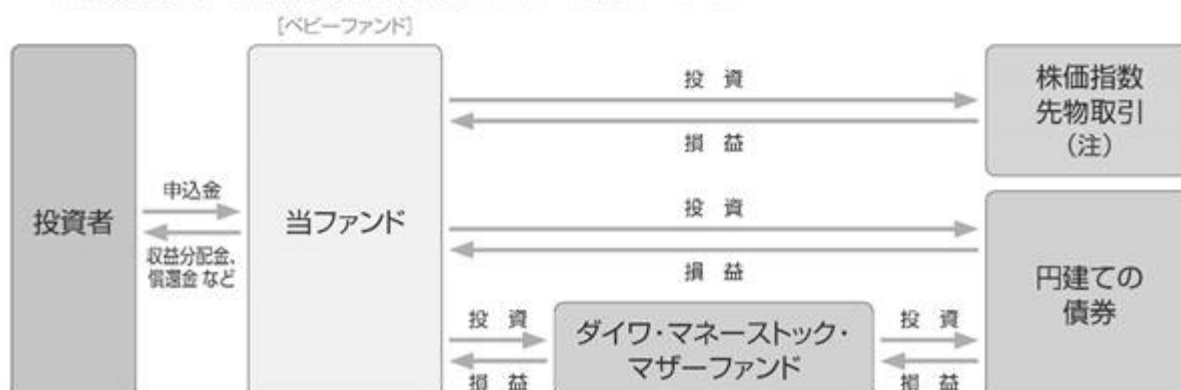 [ベビーファンド]
投資者
申込金
収益分配金、
償還金 など
当ファンド
投 資
損 益
株価指数
先物取引
(注)
投 資
損 益
円建ての
債券
投 資
損 益
ダイワ・マネーストック・
マザーファンド
投 資
損 益